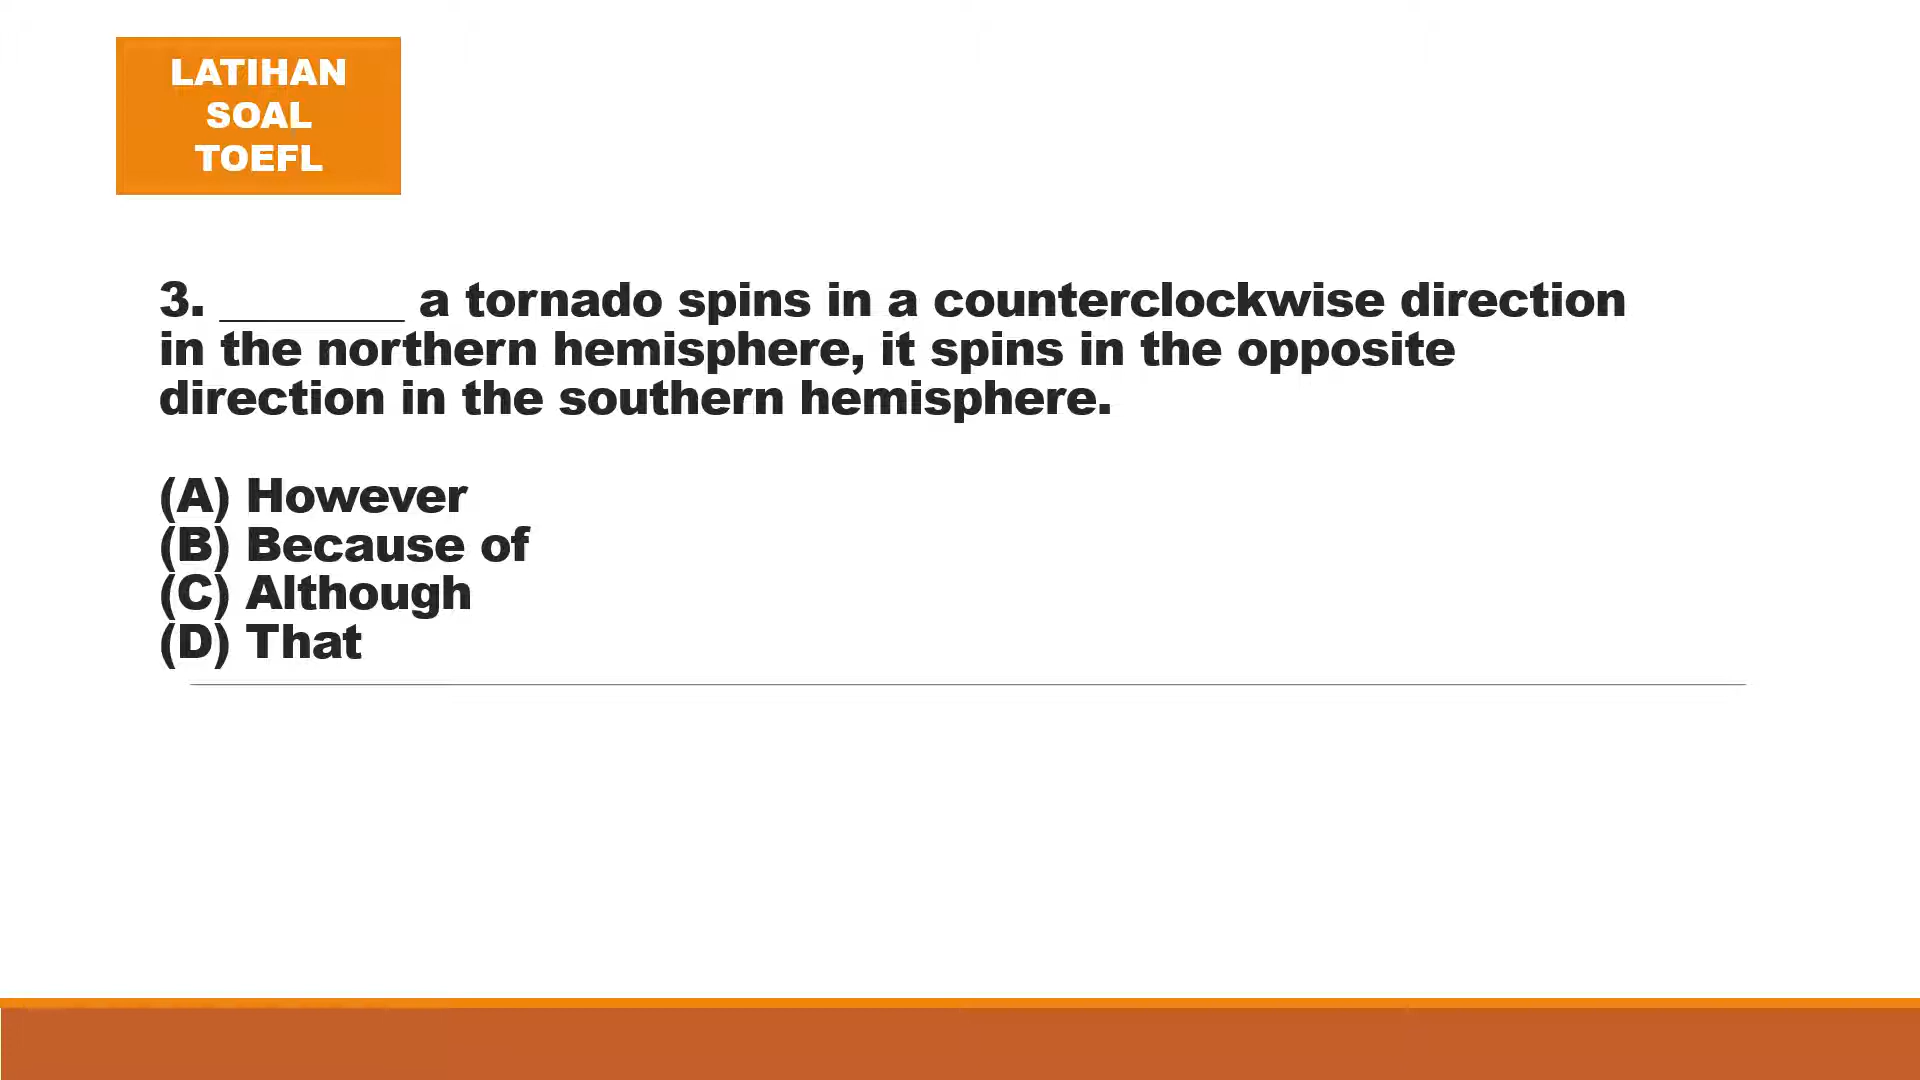 LATIHAN
SOAL
TOEFL
3. _______ a tornado spins in a counterclockwise direction
in the northern hemisphere, it spins in the opposite
direction in the southern hemisphere.
(A) However
(B) Because of
(C) Although
(D) That